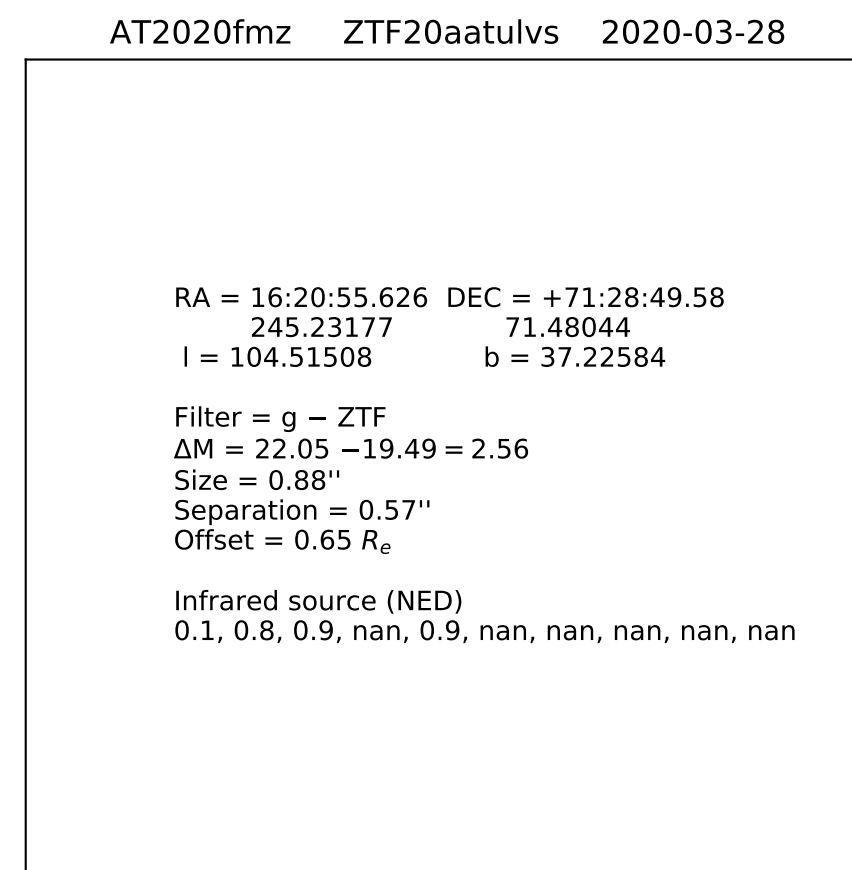 AT2020fmz ZTF20aatulvs 2020-03-28
RA = 16:20:55.626 DEC = +71:28:49.58
245.23177 71.48044
l = 104.51508 b = 37.22584
Filter = g − ZTF
ΔM = 22.05 −19.49 = 2.56
Size = 0.88''
Separation = 0.57''
Offset = 0.65 Re
Infrared source (NED)
0.1, 0.8, 0.9, nan, 0.9, nan, nan, nan, nan, nan